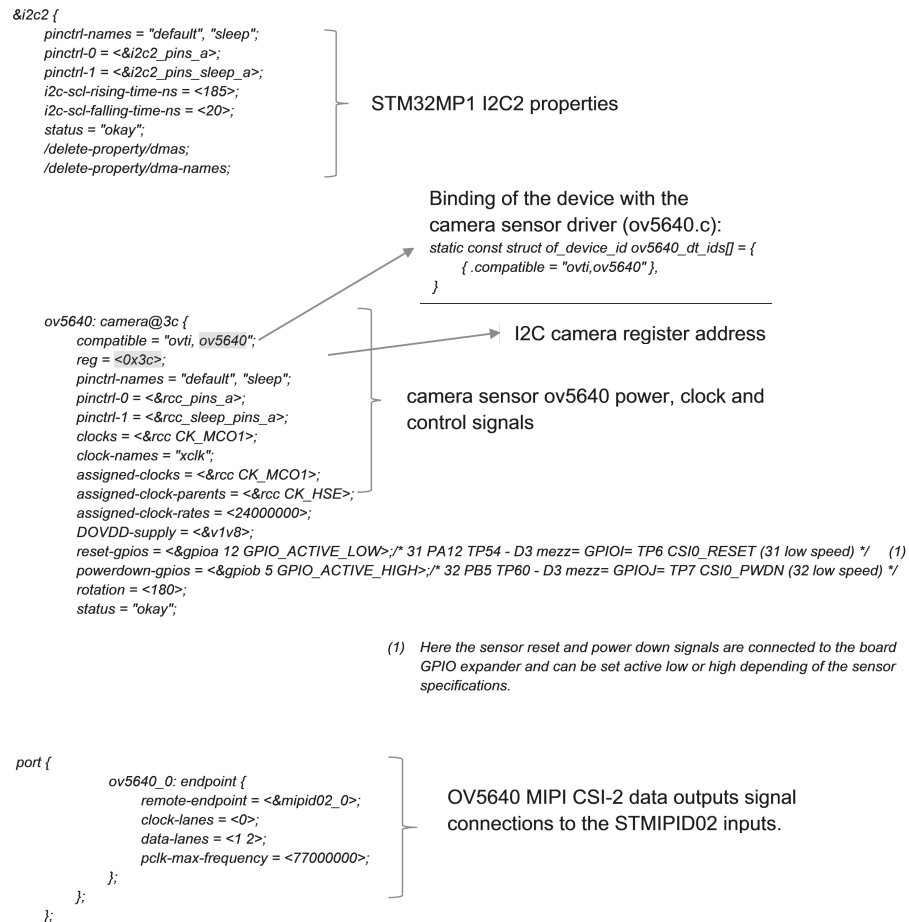 &i2c2 {
pinctrl-names = "default", "sleep";
pinctrl-0 = <&i2c2_pins_a>;
pinctrl-1 = <&i2c2_pins_sleep_a>;
i2c-scl-rising-time-ns = <185>;
i2c-scl-falling-time-ns = <20>;
status = "okay";
/delete-property/dmas;
/delete-property/dma-names;
STM32MP1 I2C2 properties
Binding of the device with the
camera sensor driver (ov5640.c):
static const struct of_device_id ov5640_dt_ids[] = {
{ .compatible = "ovti,ov5640" },
}
ov5640: camera@3c {
compatible = "ovti, ov5640";
reg = <0x3c>;
pinctrl-names = "default", "sleep";
pinctrl-0 = <&rcc_pins_a>;
pinctrl-1 = <&rcc_sleep_pins_a>;
clocks = <&rcc CK_MCO1>;
clock-names = "xclk";
assigned-clocks = <&rcc CK_MCO1>;
assigned-clock-parents = <&rcc CK_HSE>;
assigned-clock-rates = <24000000>;
DOVDD-supply = <&v1v8>;
reset-gpios = <&gpioa 12 GPIO_ACTIVE_LOW>;/* 31 PA12 TP54 - D3 mezz= GPIOI= TP6 CSI0_RESET (31 low speed) */ (1)
powerdown-gpios = <&gpiob 5 GPIO_ACTIVE_HIGH>;/* 32 PB5 TP60 - D3 mezz= GPIOJ= TP7 CSI0_PWDN (32 low speed) */
rotation = <180>;
status = "okay";
I2C camera register address
camera sensor ov5640 power, clock and
control signals
(1) Here the sensor reset and power down signals are connected to the board
GPIO expander and can be set active low or high depending of the sensor
specifications.
port {
ov5640_0: endpoint {
remote-endpoint = <&mipid02_0>;
clock-lanes = <0>;
data-lanes = <1 2>;
pclk-max-frequency = <77000000>;
};
};
};
OV5640 MIPI CSI-2 data outputs signal
connections to the STMIPID02 inputs.